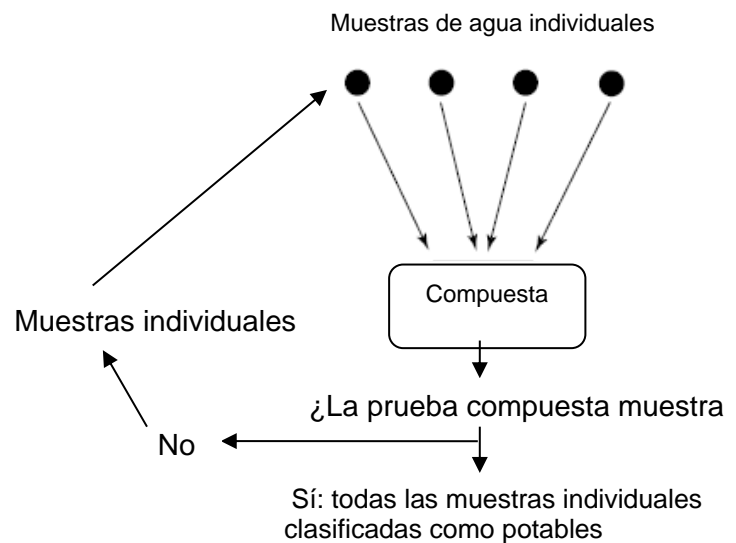 Muestras de agua individuales
Compuesta
Muestras individuales
¿La prueba compuesta muestra
No
Sí: todas las muestras individuales
clasificadas como potables